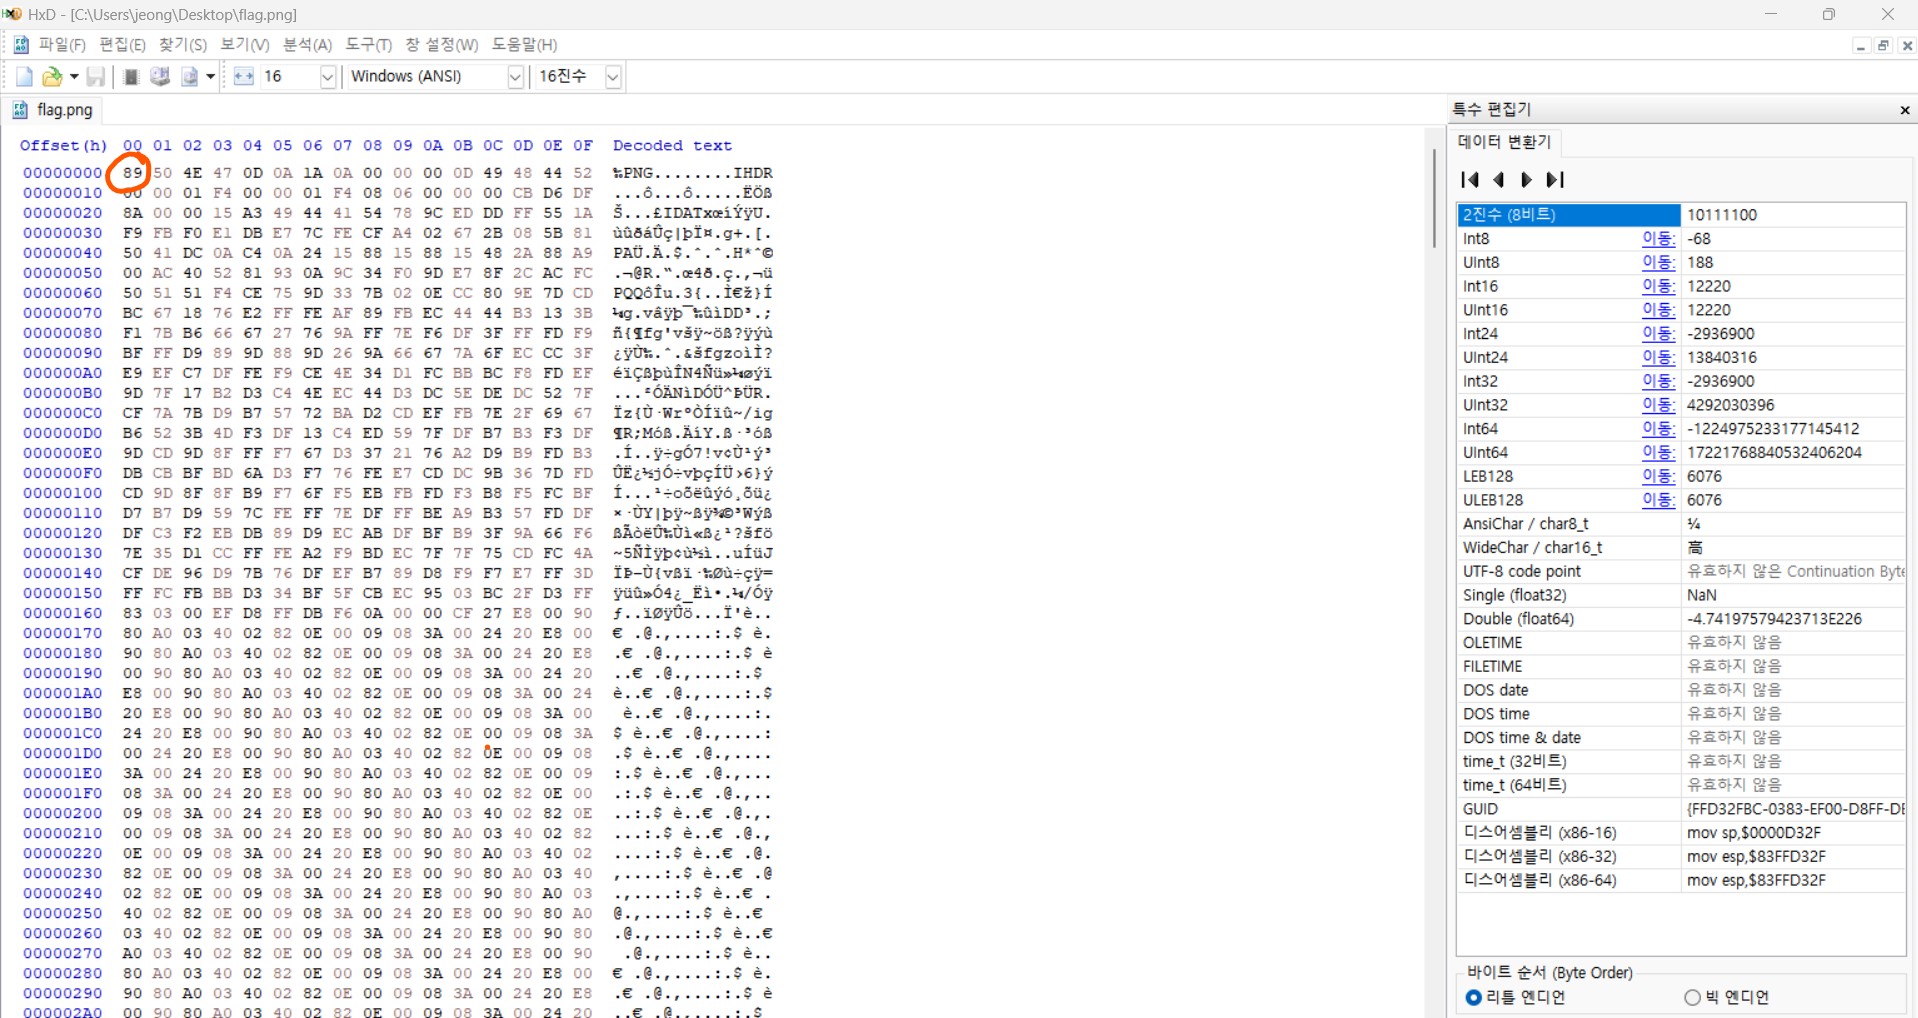 HxD - [C:\Users\jeong\Desktop\flag.png]
파일(F) 편집(E) 찾기(S) 보기(V) 분석(A) 도구(T) 창 설정(W) 도움말(H)
16 Windows (ANSI) 16진수
flag.png
Offset(h) 00 01 02 03 04 05 06 07 08 09 0A 0B 0C 0D 0E 0F Decoded text
00000000 89 50 4E 47 0D 0A 1A 0A 00 00 00 0D 49 48 44 52 ‰PNG........IHDR
00000010 00 00 01 F4 00 00 01 F4 08 06 00 00 00 CB D6 DF ...ô...ô.....ËÖß
00000020 8A 00 00 15 A3 49 44 41 54 78 9C ED DD FF 55 1A Š...£IDATxœíÝÿU.
00000030 F9 FB F0 E1 DB E7 7C FE CF A4 02 67 2B 08 5B 81 ùûðáÛç|þÏ¤.g+.[.
00000040 50 41 DC 0A C4 0A 24 15 88 15 88 15 48 2A 88 A9 PAÜ.Ä.$.ˆ.ˆ.H*ˆ©
00000050 00 AC 40 52 81 93 0A 9C 34 F0 9D E7 8F 2C AC FC .¬@R.“.œ4ð.ç.,¬ü
00000060 50 51 51 F4 CE 75 9D 33 7B 02 0E CC 80 9E 7D CD PQQôÎu.3{..Ì€ž}Í
00000070 BC 67 18 76 E2 FF FE AF 89 FB EC 44 44 B3 13 3B ¼g.vâÿþ¯‰ûìDD³.;
00000080 F1 7B B6 66 67 27 76 9A FF 7E F6 DF 3F FF FD F9 ñ{¶fg'všÿ~öß?ÿýù
00000090 BF FF D9 89 9D 88 9D 26 9A 66 67 7A 6F EC CC 3F ¿ÿÙ‰.ˆ.&šfgzoìÌ?
000000A0 E9 EF C7 DF FE F9 CE 4E 34 D1 FC BB BC F8 FD EF éïÇßþùÎN4Ñü»¼øýï
000000B0 9D 7F 17 B2 D3 C4 4E EC 44 D3 DC 5E DE DC 52 7F ...²ÓÄNìDÓÜ^ÞÜR.
000000C0 CF 7A 7B D9 B7 57 72 BA D2 CD EF FB 7E 2F 69 67 Ïz{Ù·WrºÒÍïû~/ig
000000D0 B6 52 3B 4D F3 DF 13 C4 ED 59 7F DF B7 B3 F3 DF ¶R;Móß.ÄíY.ß·³óß
000000E0 9D CD 9D 8F FF F7 67 D3 37 21 76 A2 D9 B9 FD B3 .Í..ÿ÷gÓ7!v¢Ù¹ý³
000000F0 DB CB BF BD 6A D3 F7 76 FE E7 CD DC 9B 36 7D FD ÛË¿½jÓ÷vþçÍÜ›6}ý
00000100 CD 9D 8F 8F B9 F7 6F F5 EB FB FD F3 B8 F5 FC BF Í...¹÷oõëûýó¸õü¿
00000110 D7 B7 D9 59 7C FE FF 7E DF FF BE A9 B3 57 FD DF ×·ÙY|þÿ~ßÿ¾©³Wýß
00000120 DF C3 F2 EB DB 89 D9 EC AB DF BF B9 3F 9A 66 F6 ßÃòëÛ‰Ùì«ß¿¹?šfö
00000130 7E 35 D1 CC FF FE A2 F9 BD EC 7F 7F 75 CD FC 4A ~5ÑÌÿþ¢ù½ì..uÍüJ
00000140 CF DE 96 D9 7B 76 DF EF B7 89 D8 F9 F7 E7 FF 3D ÏÞ–Ù{vßï·‰Øù÷çÿ=
00000150 FF FC FB BB D3 34 BF 5F CB EC 95 03 BC 2F D3 FF ÿüû»Ó4¿_Ëì•.¼/Óÿ
00000160 83 03 00 EF D8 FF DB F6 0A 00 00 CF 27 E8 00 90 ƒ..ïØÿÛö...Ï'è..
00000170 80 A0 03 40 02 82 0E 00 09 08 3A 00 24 20 E8 00 € .@.‚....:.$ è.
00000180 90 80 A0 03 40 02 82 0E 00 09 08 3A 00 24 20 E8 .€ .@.‚....:.$ è
00000190 00 90 80 A0 03 40 02 82 0E 00 09 08 3A 00 24 20 ..€ .@.‚....:.$
000001A0 E8 00 90 80 A0 03 40 02 82 0E 00 09 08 3A 00 24 è..€ .@.‚....:.$
000001B0 20 E8 00 90 80 A0 03 40 02 82 0E 00 09 08 3A 00 è..€ .@.‚....:.
000001C0 24 20 E8 00 90 80 A0 03 40 02 82 0E 00 09 08 3A $ è..€ .@.‚....:
000001D0 00 24 20 E8 00 90 80 A0 03 40 02 82 0E 00 09 08 .$ è..€ .@.‚....
000001E0 3A 00 24 20 E8 00 90 80 A0 03 40 02 82 0E 00 09 :.$ è..€ .@.‚...
000001F0 08 3A 00 24 20 E8 00 90 80 A0 03 40 02 82 0E 00 .:.$ è..€ .@.‚..
00000200 09 08 3A 00 24 20 E8 00 90 80 A0 03 40 02 82 0E ..:.$ è..€ .@.‚.
00000210 00 09 08 3A 00 24 20 E8 00 90 80 A0 03 40 02 82 ...:.$ è..€ .@.‚
00000220 0E 00 09 08 3A 00 24 20 E8 00 90 80 A0 03 40 02 ....:.$ è..€ .@.
00000230 82 0E 00 09 08 3A 00 24 20 E8 00 90 80 A0 03 40 ‚....:.$ è..€ .@
00000240 02 82 0E 00 09 08 3A 00 24 20 E8 00 90 80 A0 03 .‚....:.$ è..€ .
00000250 40 02 82 0E 00 09 08 3A 00 24 20 E8 00 90 80 A0 @.‚....:.$ è..€
00000260 03 40 02 82 0E 00 09 08 3A 00 24 20 E8 00 90 80 .@.‚....:.$ è..€
00000270 A0 03 40 02 82 0E 00 09 08 3A 00 24 20 E8 00 90 .@.‚....:.$ è..
00000280 80 A0 03 40 02 82 0E 00 09 08 3A 00 24 20 E8 00 € .@.‚....:.$ è.
00000290 90 80 A0 03 40 02 82 0E 00 09 08 3A 00 24 20 E8 .€ .@.‚....:.$ è
000002A0 00 90 80 A0 03 40 02 82 0E 00 09 08 3A 00 24 20 ..€ .@.‚....:.$
특수 편집기
데이터 변환기
2진수 (8비트) 10111100
Int8 이동: -68
UInt8 이동: 188
Int16 이동: 12220
UInt16 이동: 12220
Int24 이동: -2936900
UInt24 이동: 13840316
Int32 이동: -2936900
UInt32 이동: 4292030396
Int64 이동: -1224975233177145412
UInt64 이동: 17221768840532406204
LEB128 이동: 6076
ULEB128 이동: 6076
AnsiChar / char8_t ¼
WideChar / char16_t 高
UTF-8 code point 유효하지 않은 Continuation Byte
Single (float32) NaN
Double (float64) -4.74197579423713E226
OLETIME 유효하지 않음
FILETIME 유효하지 않음
DOS date 유효하지 않음
DOS time 유효하지 않음
DOS time & date 유효하지 않음
time_t (32비트) 유효하지 않음
time_t (64비트) 유효하지 않음
GUID {FFD32FBC-0383-EF00-D8FF-DB
디스어셈블리 (x86-16) mov sp,$0000D32F
디스어셈블리 (x86-32) mov esp,$83FFD32F
디스어셈블리 (x86-64) mov esp,$83FFD32F
바이트 순서 (Byte Order)
리틀 엔디언 빅 엔디언